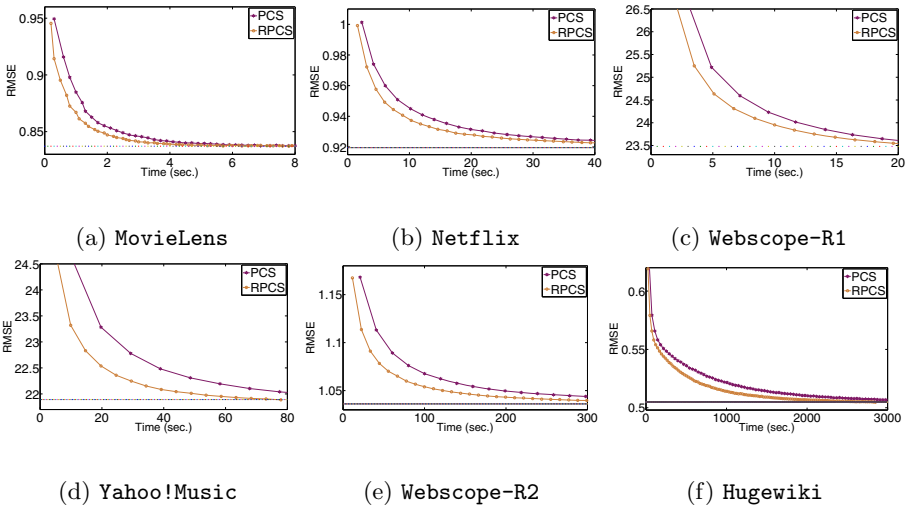 0.95
0.9
0.85
RMSE
0 2 4 6 8
Time (sec.)
PCS
RPCS
(a) MovieLens
1
0.98
0.96
0.94
0.92
RMSE
0 10 20 30 40
Time (sec.)
PCS
RPCS
(b) Netflix
26.5
26
25.5
25
24.5
24
23.5
RMSE
0 5 10 15 20
Time (sec.)
PCS
RPCS
(c) Webscope-R1
24.5
24
23.5
23
22.5
22
RMSE
0 20 40 60 80
Time (sec.)
PCS
RPCS
(d) Yahoo!Music
1.15
1.1
1.05
RMSE
0 100 200 300
Time (sec.)
PCS
RPCS
(e) Webscope-R2
0.6
0.55
0.5
RMSE
0 1000 2000 3000
Time (sec.)
PCS
RPCS
(f) Hugewiki